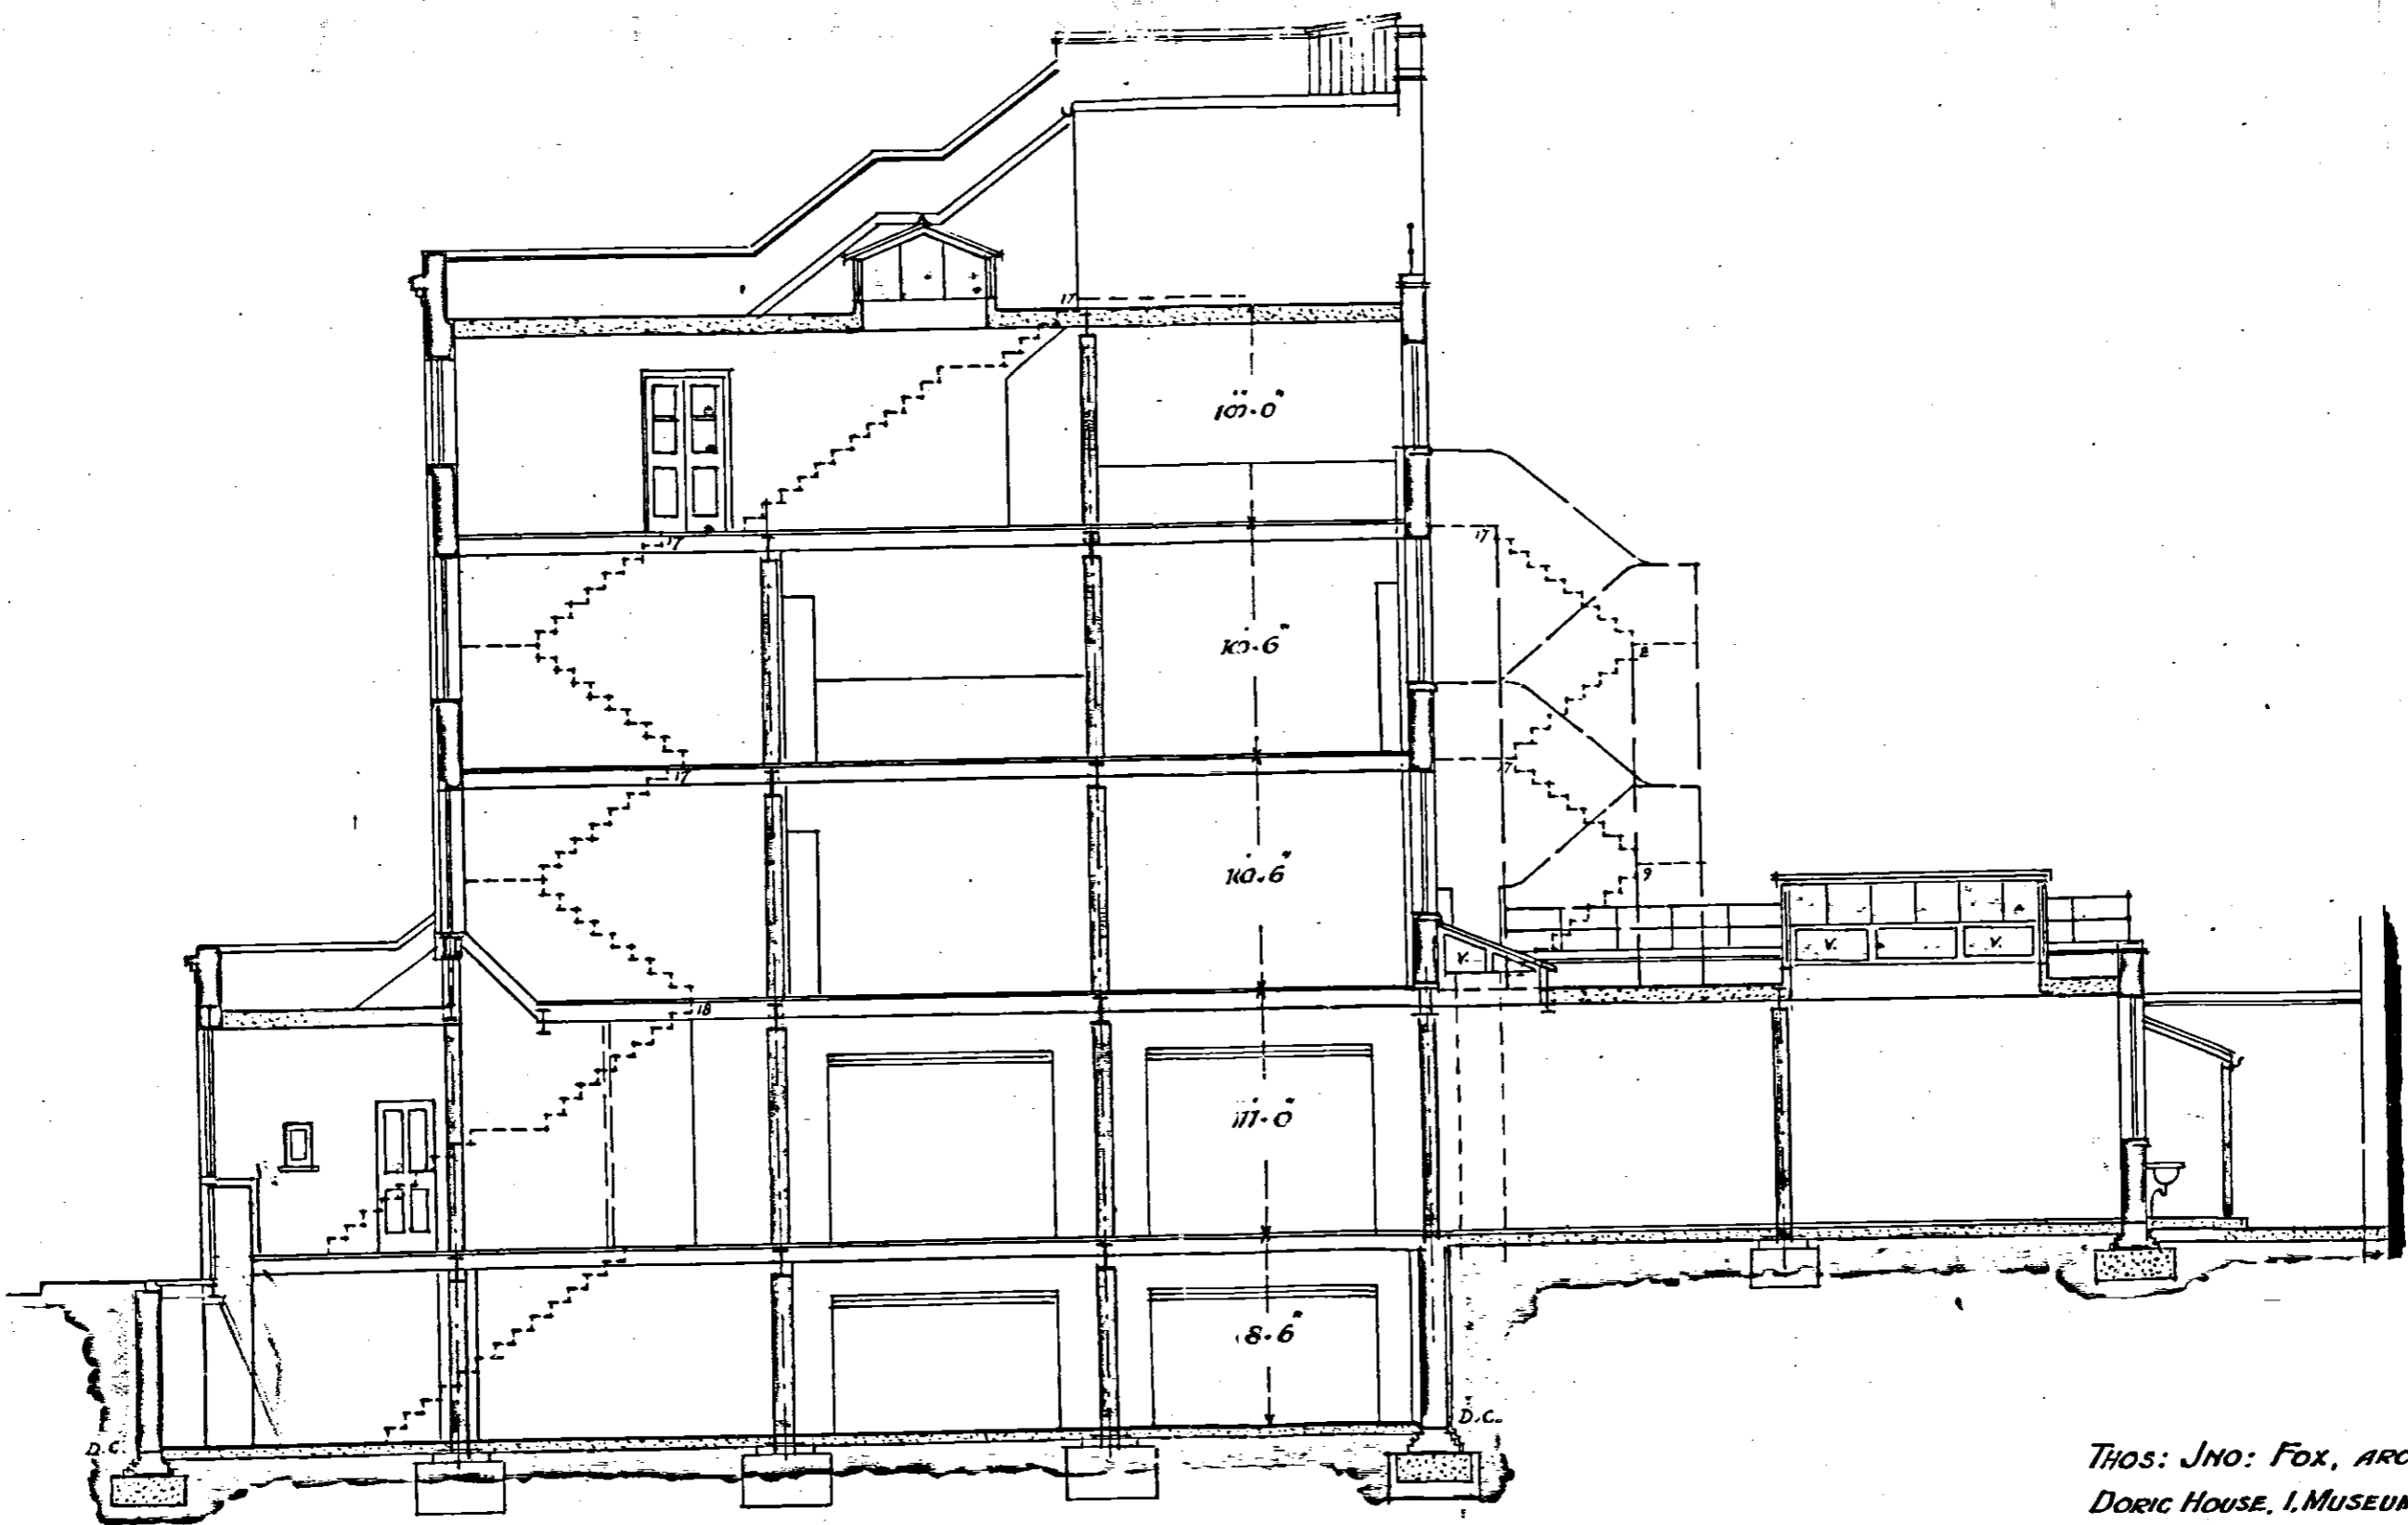 17
10'-0"
17
17
10'-6"
8
17
17
10'-6"
9
V.
V.
V.
18
11'-0"
8'-6"
D.C.
D.C.
THOS: JNO: FOX, ARC
DORIC HOUSE, 1, MUSEUM